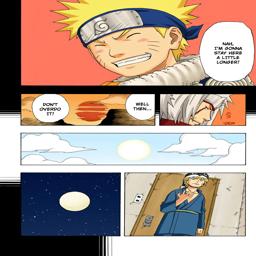 NAH,
I'M GONNA
STAY HERE
A LITTLE
LONGER!
DON'T
OVERDO
IT!
WELL
THEN...